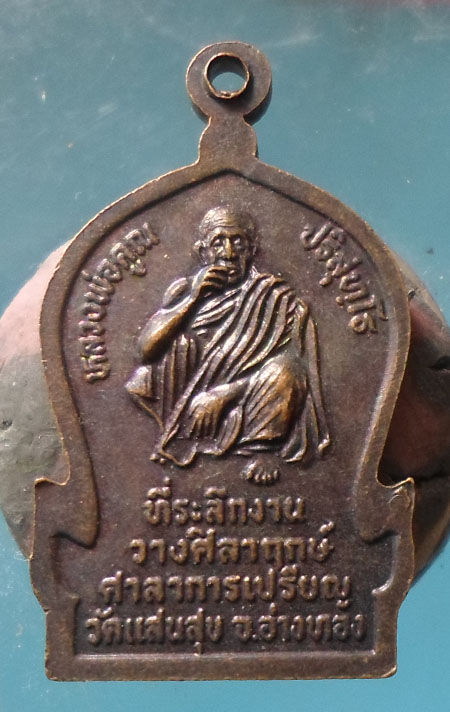 หลวงพ่อคูณ ปริสุทฺโธ
ที่ระลึกงาน
วางศิลาฤกษ์
ศาลาการเปรียญ
วัดแสนสุข จ.อ่างทอง